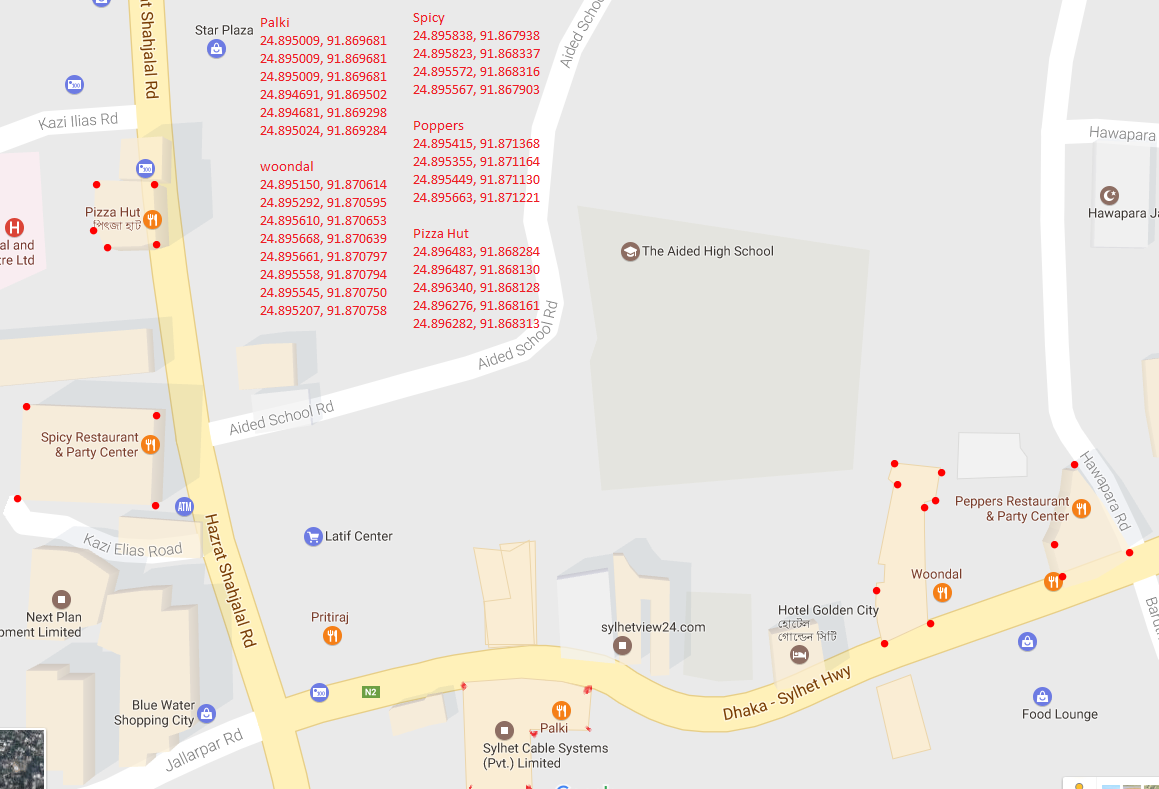 t Shahjalal Rd
Star Plaza
Palki
24.895009, 91.869681
24.895009, 91.869681
24.895009, 91.869681
24.894691, 91.869502
24.894681, 91.869298
24.895024, 91.869284
woondal
24.895150, 91.870614
24.895292, 91.870595
24.895610, 91.870653
24.895668, 91.870639
24.895661, 91.870797
24.895558, 91.870794
24.895545, 91.870750
24.895207, 91.870758
Spicy
24.895838, 91.867938
24.895823, 91.868337
24.895572, 91.868316
24.895567, 91.867903
Poppers
24.895415, 91.871368
24.895355, 91.871164
24.895449, 91.871130
24.895663, 91.871221
Pizza Hut
24.896483, 91.868284
24.896487, 91.868130
24.896340, 91.868128
24.896276, 91.868161
24.896282, 91.868313
Aided Schoo
Kazi Ilias Rd
Hawapara
Hawapara Ja
Pizza Hut
পিৎজা হাট
H
al and
re Ltd
The Aided High School
Aided School Rd
Aided School Rd
Spicy Restaurant
& Party Center
ATM
Kazi Elias Road
Hazrat Shahjalal Rd
Latif Center
Hawapara Rd
Peppers Restaurant
& Party Center
Woondal
Next Plan
pment Limited
Pritiraj
sylhetview24.com
Hotel Golden City
হোটেল
গোল্ডেন সিটি
N2
Dhaka - Sylhet Hwy
Blue Water
Shopping City
Jallarpar Rd
Palki
Sylhet Cable Systems
(Pvt.) Limited
Food Lounge